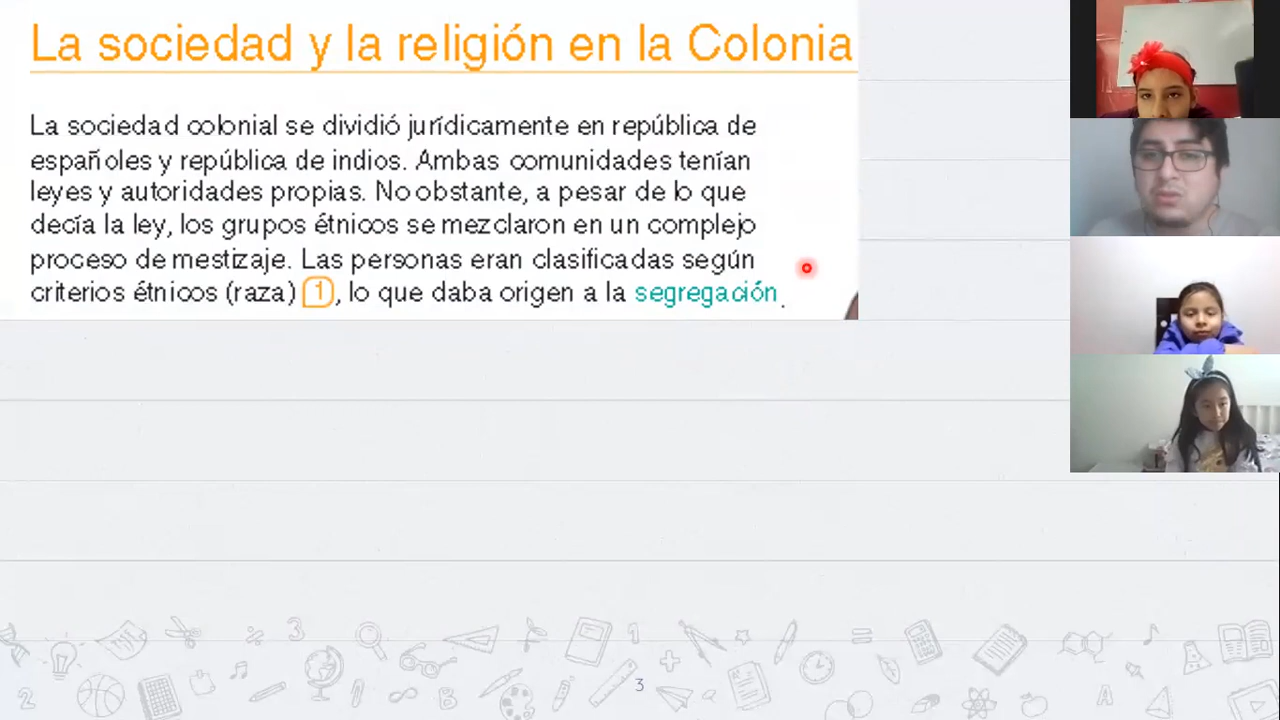 La sociedad y la religión en la Colonia
La sociedad colonial se dividió jurídicamente en república de
españoles y república de indios. Ambas comunidades tenían
leyes y autoridades propias. No obstante, a pesar de lo que
decía la ley, los grupos étnicos se mezclaron en un complejo
proceso de mestizaje. Las personas eran clasificadas según
criterios étnicos (raza) 1, lo que daba origen a la segregación.
3